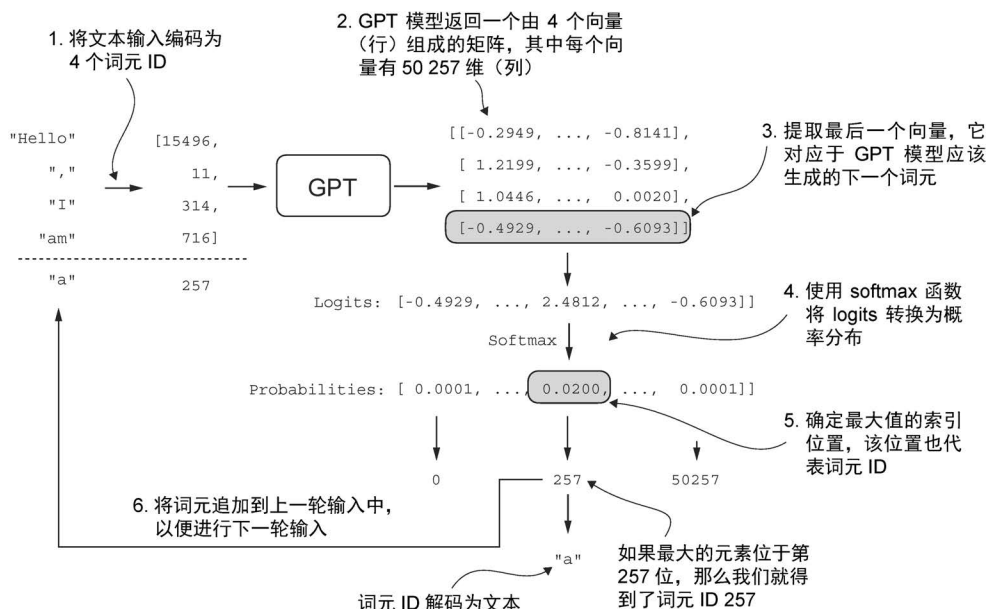 1. 将文本输入编码为
4 个词元 ID
2. GPT 模型返回一个由 4 个向量
（行）组成的矩阵，其中每个向
量有 50 257 维（列）
"Hello" [15496,
"," 11,
"I" 314,
"am" 716]
"a" 257
GPT
[[-0.2949, ..., -0.8141],
[ 1.2199, ..., -0.3599],
[ 1.0446, ..., 0.0020],
[-0.4929, ..., -0.6093]]
3. 提取最后一个向量，它
对应于 GPT 模型应该
生成的下一个词元
Logits: [-0.4929, ..., 2.4812, ..., -0.6093]]
4. 使用 softmax 函数
将 logits 转换为概
率分布
Softmax
Probabilities: [ 0.0001, ..., 0.0200, ..., 0.0001]]
5. 确定最大值的索引
位置，该位置也代
表词元 ID
0 257 50257
6. 将词元追加到上一轮输入中，
以便进行下一轮输入
"a"
如果最大的元素位于第
257 位，那么我们就得
到了词元 ID 257
词元 ID 解码为文本